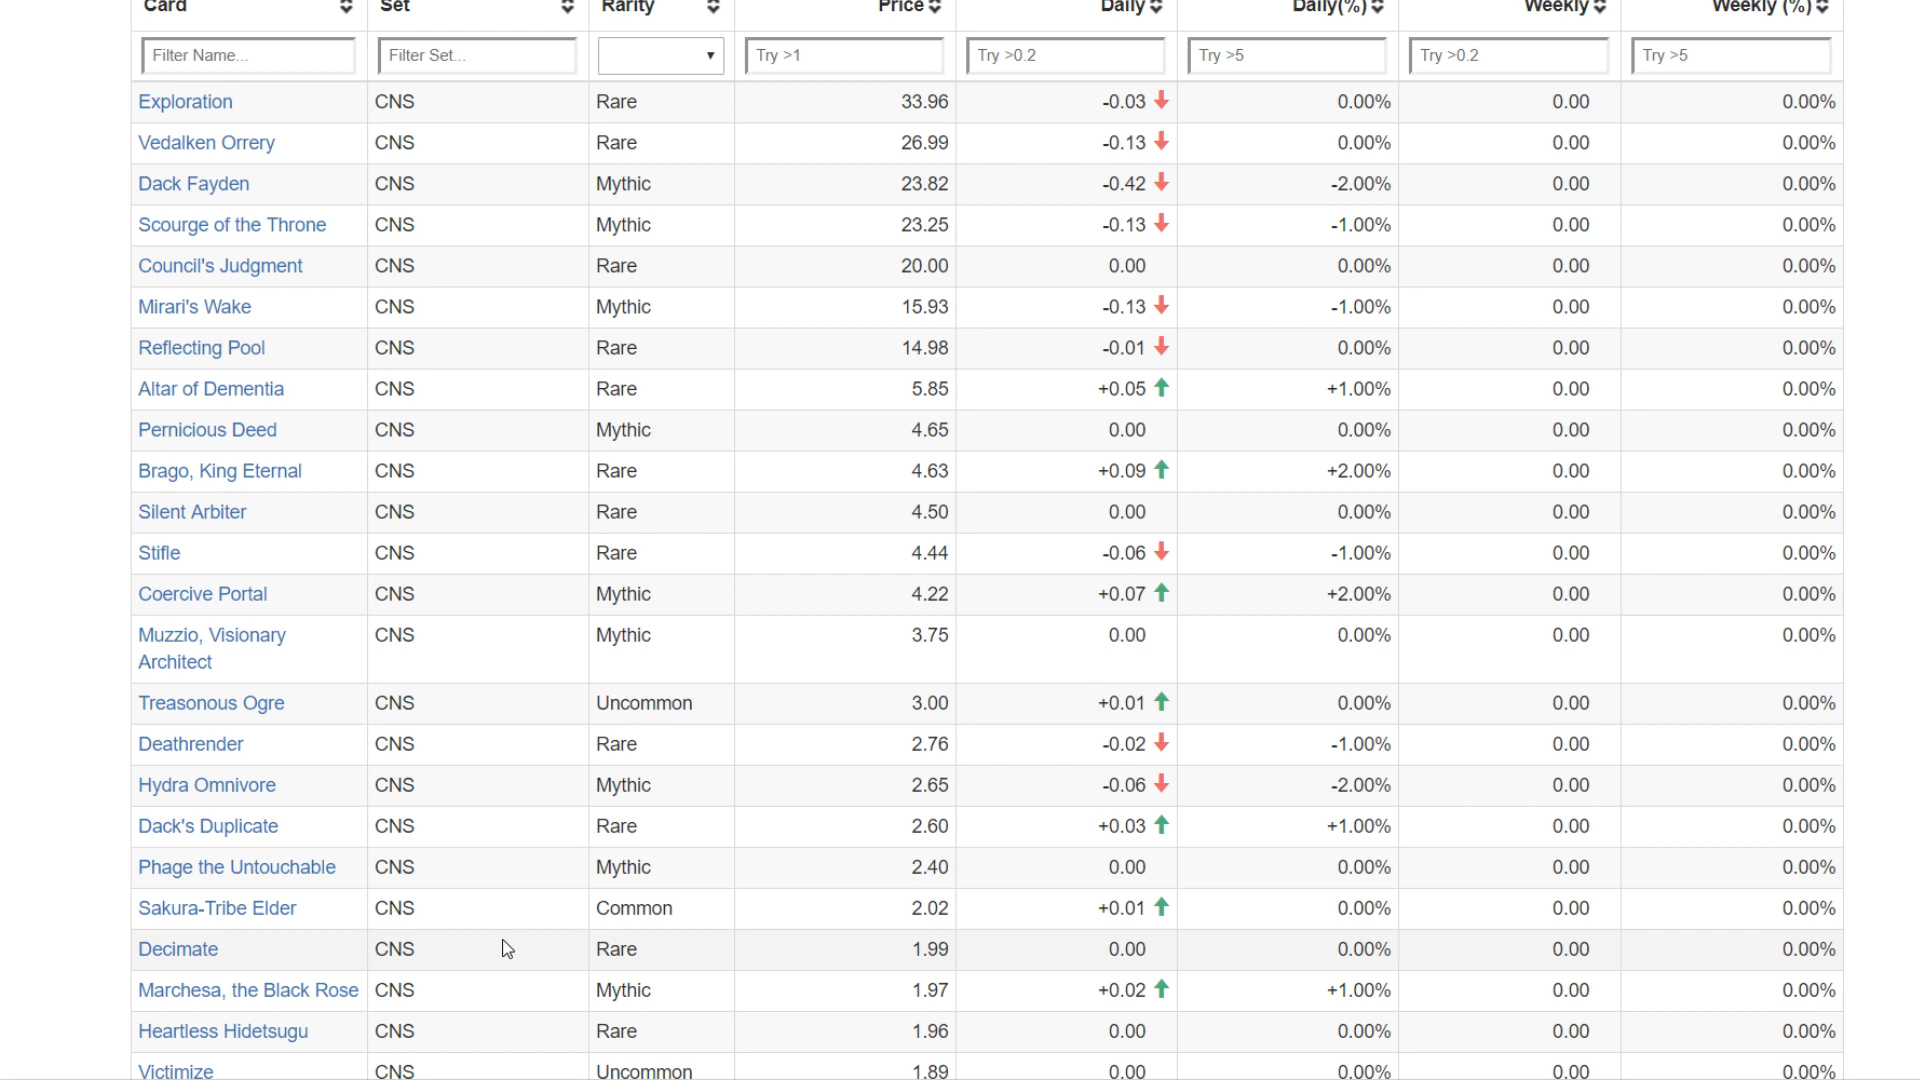 Card Set Rarity Price Daily Daily(%) Weekly Weekly (%)
Filter Name... Filter Set... Try >1 Try >0.2 Try >5 Try >0.2 Try >5
Exploration CNS Rare 33.96 -0.03 0.00% 0.00 0.00%
Vedalken Orrery CNS Rare 26.99 -0.13 0.00% 0.00 0.00%
Dack Fayden CNS Mythic 23.82 -0.42 -2.00% 0.00 0.00%
Scourge of the Throne CNS Mythic 23.25 -0.13 -1.00% 0.00 0.00%
Council's Judgment CNS Rare 20.00 0.00 0.00% 0.00 0.00%
Mirari's Wake CNS Mythic 15.93 -0.13 -1.00% 0.00 0.00%
Reflecting Pool CNS Rare 14.98 -0.01 0.00% 0.00 0.00%
Altar of Dementia CNS Rare 5.85 +0.05 +1.00% 0.00 0.00%
Pernicious Deed CNS Mythic 4.65 0.00 0.00% 0.00 0.00%
Brago, King Eternal CNS Rare 4.63 +0.09 +2.00% 0.00 0.00%
Silent Arbiter CNS Rare 4.50 0.00 0.00% 0.00 0.00%
Stifle CNS Rare 4.44 -0.06 -1.00% 0.00 0.00%
Coercive Portal CNS Mythic 4.22 +0.07 +2.00% 0.00 0.00%
Muzzio, Visionary CNS Mythic 3.75 0.00 0.00% 0.00 0.00%
Architect
Treasonous Ogre CNS Uncommon 3.00 +0.01 0.00% 0.00 0.00%
Deathrender CNS Rare 2.76 -0.02 -1.00% 0.00 0.00%
Hydra Omnivore CNS Mythic 2.65 -0.06 -2.00% 0.00 0.00%
Dack's Duplicate CNS Rare 2.60 +0.03 +1.00% 0.00 0.00%
Phage the Untouchable CNS Mythic 2.40 0.00 0.00% 0.00 0.00%
Sakura-Tribe Elder CNS Common 2.02 +0.01 0.00% 0.00 0.00%
Decimate CNS Rare 1.99 0.00 0.00% 0.00 0.00%
Marchesa, the Black Rose CNS Mythic 1.97 +0.02 +1.00% 0.00 0.00%
Heartless Hidetsugu CNS Rare 1.96 0.00 0.00% 0.00 0.00%
Victimize CNS Uncommon 1.89 0.00 0.00% 0.00 0.00%